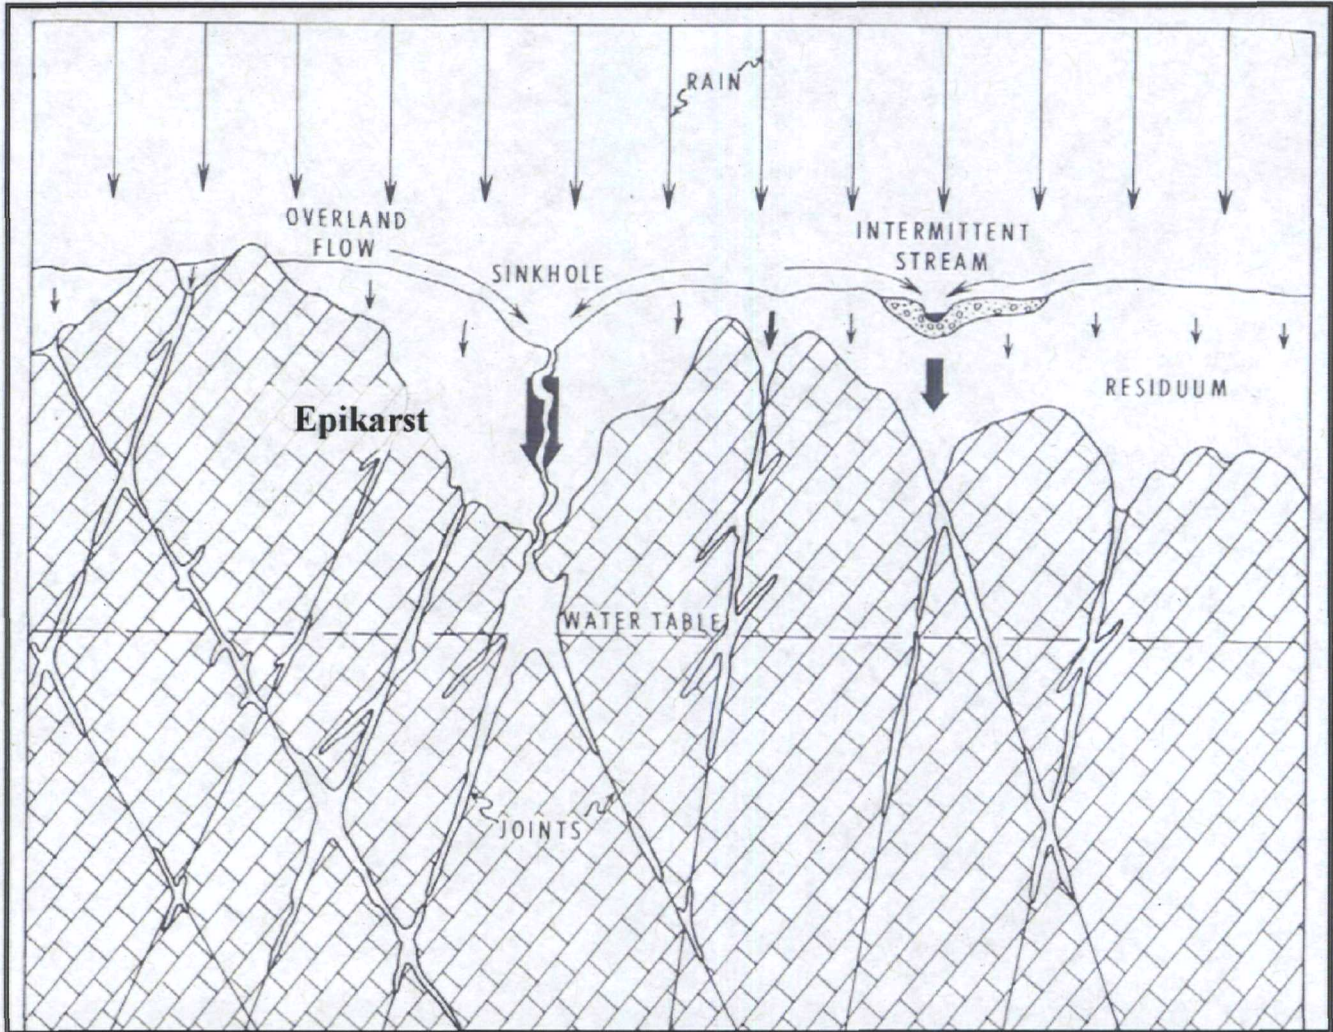 RAIN
OVERLAND
FLOW
SINKHOLE
INTERMITTENT
STREAM
RESIDUUM
Epikarst
WATER TABLE
JOINTS